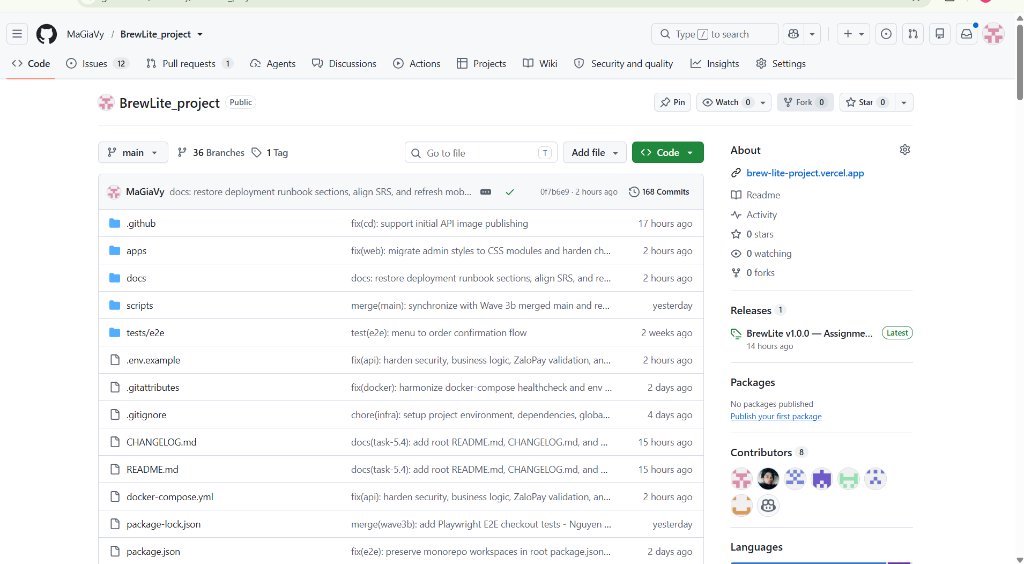 MaGiaVy / BrewLite_project
Type / to search
Code Issues 12 Pull requests 1 Agents Discussions Actions Projects Wiki Security and quality Insights Settings
BrewLite_project Public
Pin Watch 0 Fork 0 Star 0
main 36 Branches 1 Tag Go to file T Add file Code
MaGiaVy docs: restore deployment runbook sections, align SRS, and refresh mob... 0f7b6e9 · 2 hours ago 168 Commits
.github fix(cd): support initial API image publishing 17 hours ago
apps fix(web): migrate admin styles to CSS modules and harden ch... 2 hours ago
docs docs: restore deployment runbook sections, align SRS, and re... 2 hours ago
scripts merge(main): synchronize with Wave 3b merged main and re... yesterday
tests/e2e test(e2e): menu to order confirmation flow 2 weeks ago
.env.example fix(api): harden security, business logic, ZaloPay validation, an... 2 hours ago
.gitattributes fix(docker): harmonize docker-compose healthcheck and env ... 2 days ago
.gitignore chore(infra): setup project environment, dependencies, globa... 4 days ago
CHANGELOG.md docs(task-5.4): add root README.md, CHANGELOG.md, and ... 15 hours ago
README.md docs(task-5.4): add root README.md, CHANGELOG.md, and ... 15 hours ago
docker-compose.yml fix(api): harden security, business logic, ZaloPay validation, an... 2 hours ago
package-lock.json merge(wave3b): add Playwright E2E checkout tests - Nguyen ... yesterday
package.json fix(e2e): preserve monorepo workspaces in root package.json... 2 days ago
About
brew-lite-project.vercel.app
Readme
Activity
0 stars
0 watching
0 forks
Releases 1
BrewLite v1.0.0 — Assignme... Latest
14 hours ago
Packages
No packages published
Publish your first package
Contributors 8
Languages